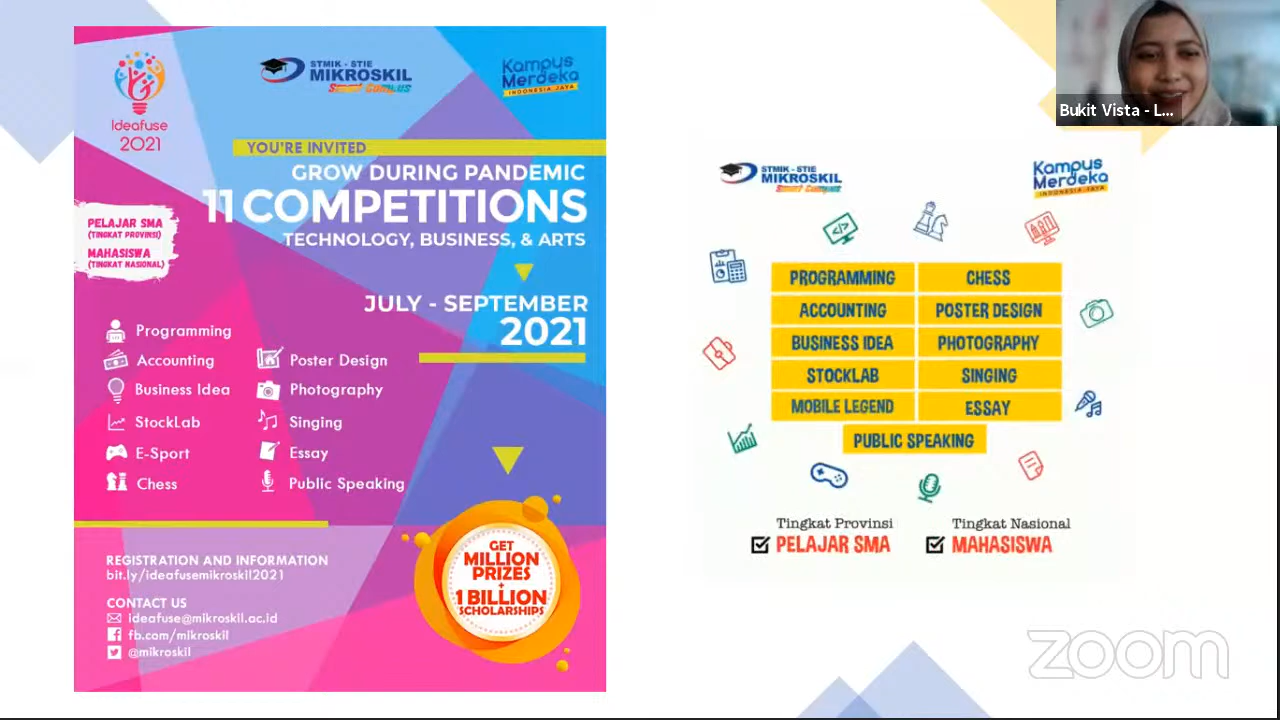 Ideafuse
2021
STMIK - STIE
MIKROSKIL
Smart Campus
Kampus
Merdeka
INDONESIA JAYA
YOU'RE INVITED
GROW DURING PANDEMIC
11 COMPETITIONS
TECHNOLOGY, BUSINESS, & ARTS
PELAJAR SMA
(TINGKAT PROVINSI)
MAHASISWA
(TINGKAT NASIONAL)
JULY - SEPTEMBER
2021
Programming
Accounting
Business Idea
StockLab
E-Sport
Chess
Poster Design
Photography
Singing
Essay
Public Speaking
REGISTRATION AND INFORMATION
bit.ly/ideafusemikroskil2021
CONTACT US
ideafuse@mikroskil.ac.id
fb.com/mikroskil
@mikroskil
GET
MILLION
PRIZES
+
1 BILLION
SCHOLARSHIPS
Bukit Vista - L...
STMIK - STIE
MIKROSKIL
Smart Campus
Kampus
Merdeka
INDONESIA JAYA
PROGRAMMING
CHESS
ACCOUNTING
POSTER DESIGN
BUSINESS IDEA
PHOTOGRAPHY
STOCKLAB
SINGING
MOBILE LEGEND
ESSAY
PUBLIC SPEAKING
Tingkat Provinsi
PELAJAR SMA
Tingkat Nasional
MAHASISWA
zoom